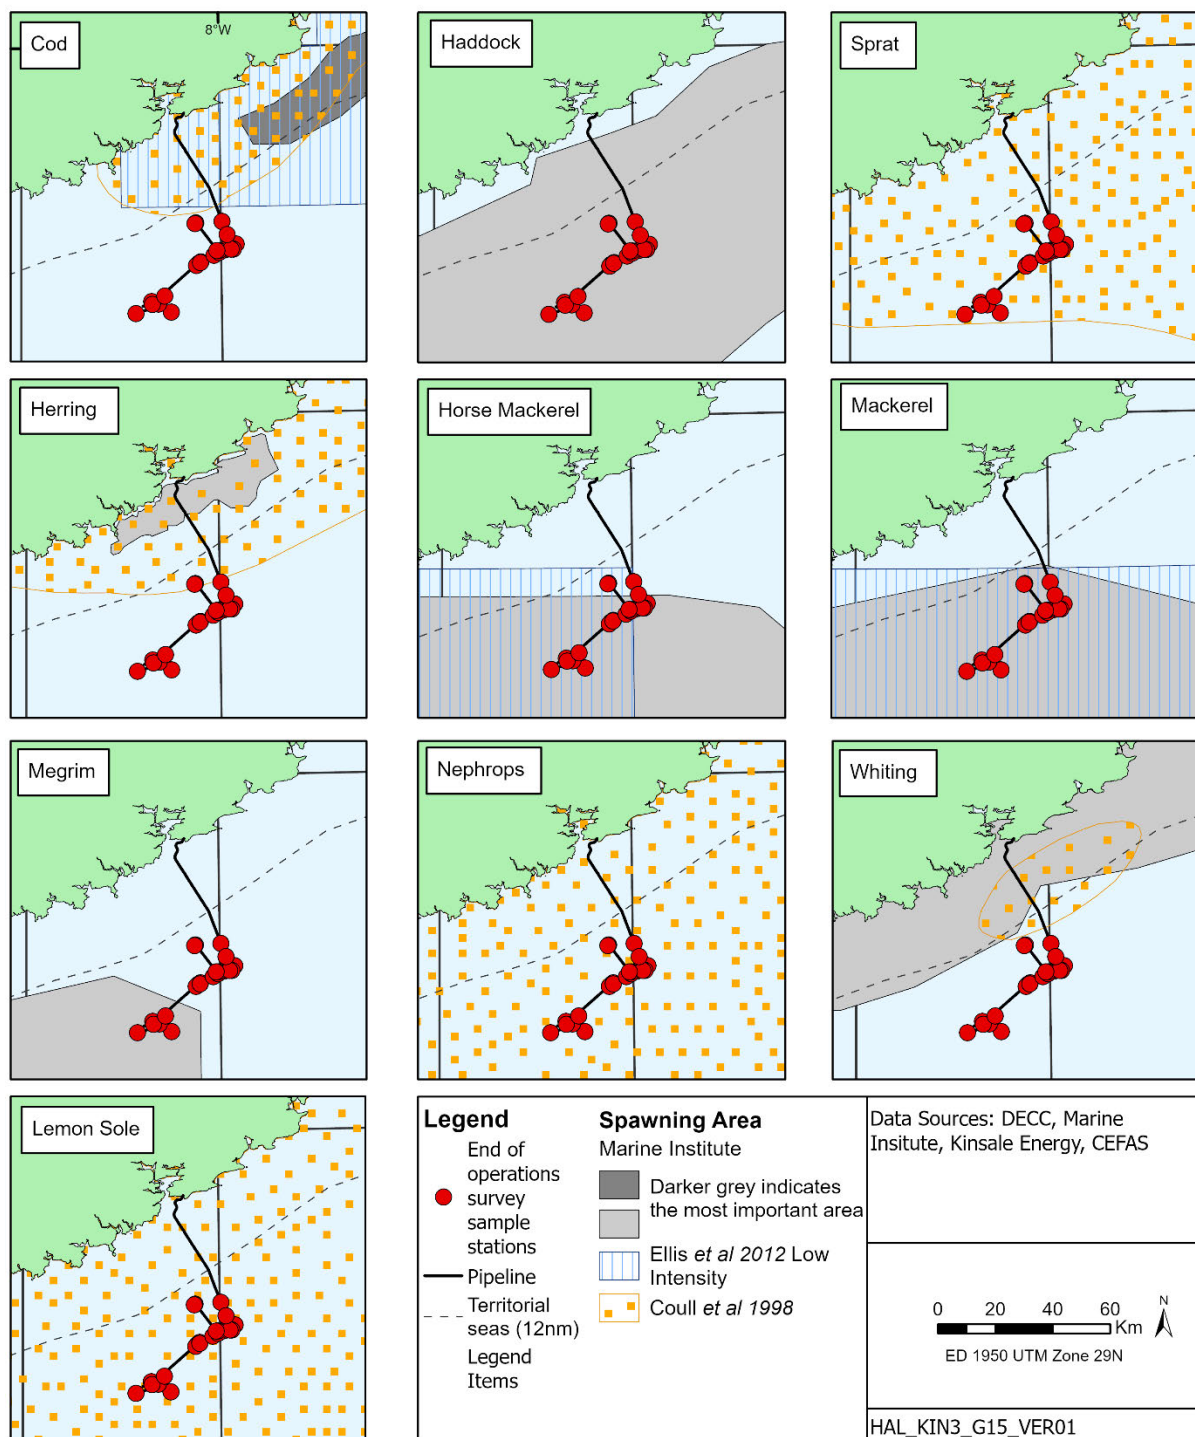 Cod
8°W
Haddock
Sprat
Herring
Horse Mackerel
Mackerel
Megrim
Nephrops
Whiting
Lemon Sole
Legend
End of
operations
survey
sample
stations
Pipeline
Territorial
seas (12nm)
Legend
Items
Spawning Area
Marine Institute
Darker grey indicates
the most important area
Ellis et al 2012 Low
Intensity
Coull et al 1998
Data Sources: DECC, Marine
Insitute, Kinsale Energy, CEFAS
0 20 40 60
Km
N
ED 1950 UTM Zone 29N
HAL_KIN3_G15_VER01